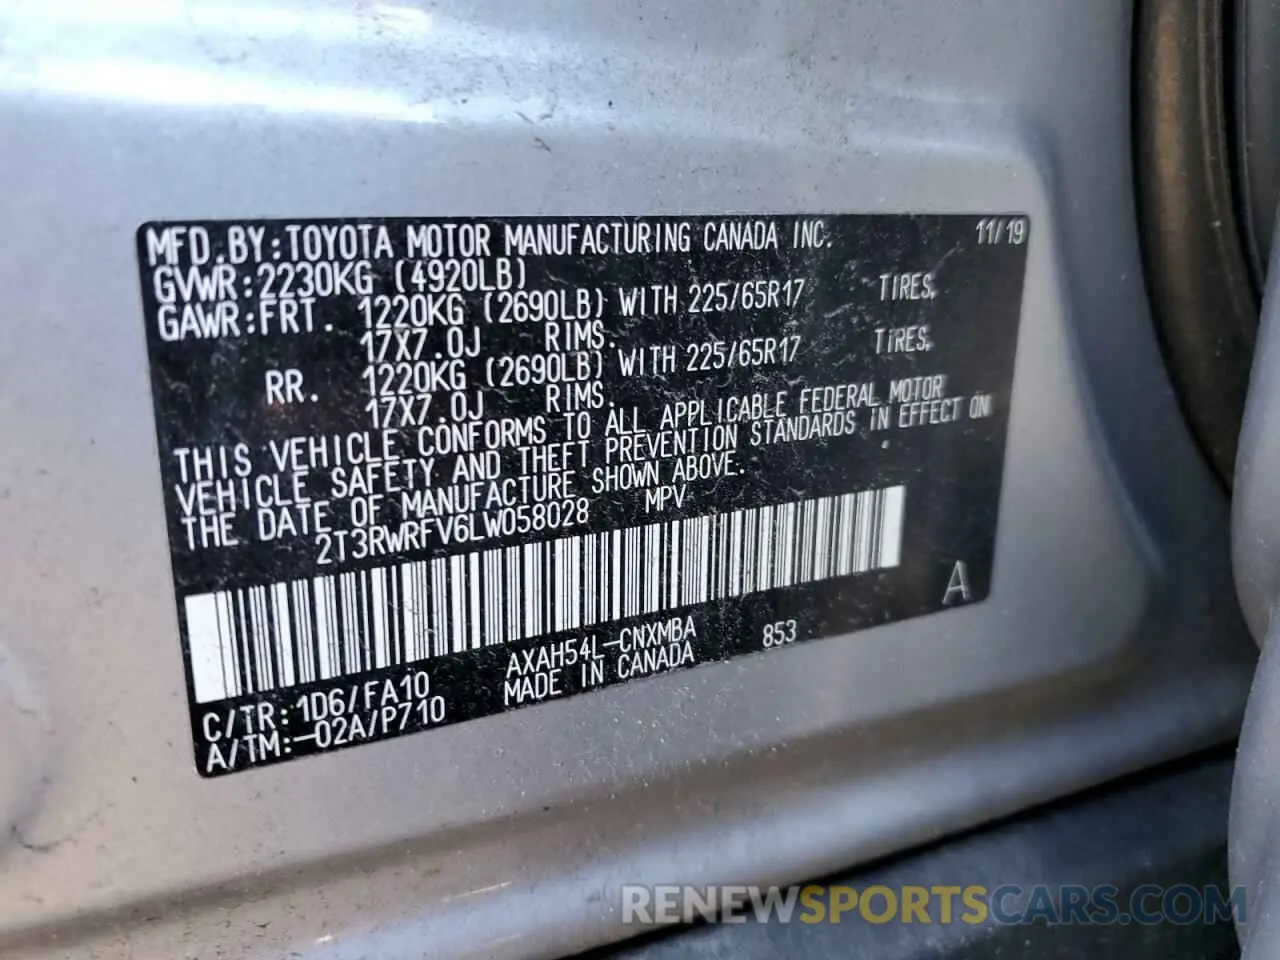 MFD.BY:TOYOTA MOTOR MANUFACTURING CANADA INC. 11/19
GVWR:2230KG (4920LB)
GAWR:FRT. 1220KG (2690LB) WITH 225/65R17 TIRES,
17X7.0J RIMS.
RR. 1220KG (2690LB) WITH 225/65R17 TIRES,
17X7.0J RIMS.
THIS VEHICLE CONFORMS TO ALL APPLICABLE FEDERAL MOTOR
VEHICLE SAFETY AND THEFT PREVENTION STANDARDS IN EFFECT ON
THE DATE OF MANUFACTURE SHOWN ABOVE.
2T3RWRFV6LW058028 MPV
A
AXAH54L-CNXMBA 853
MADE IN CANADA
C/TR:1D6/FA10
A/TM:-02A/P710
RENEWSPORTSCARS.COM